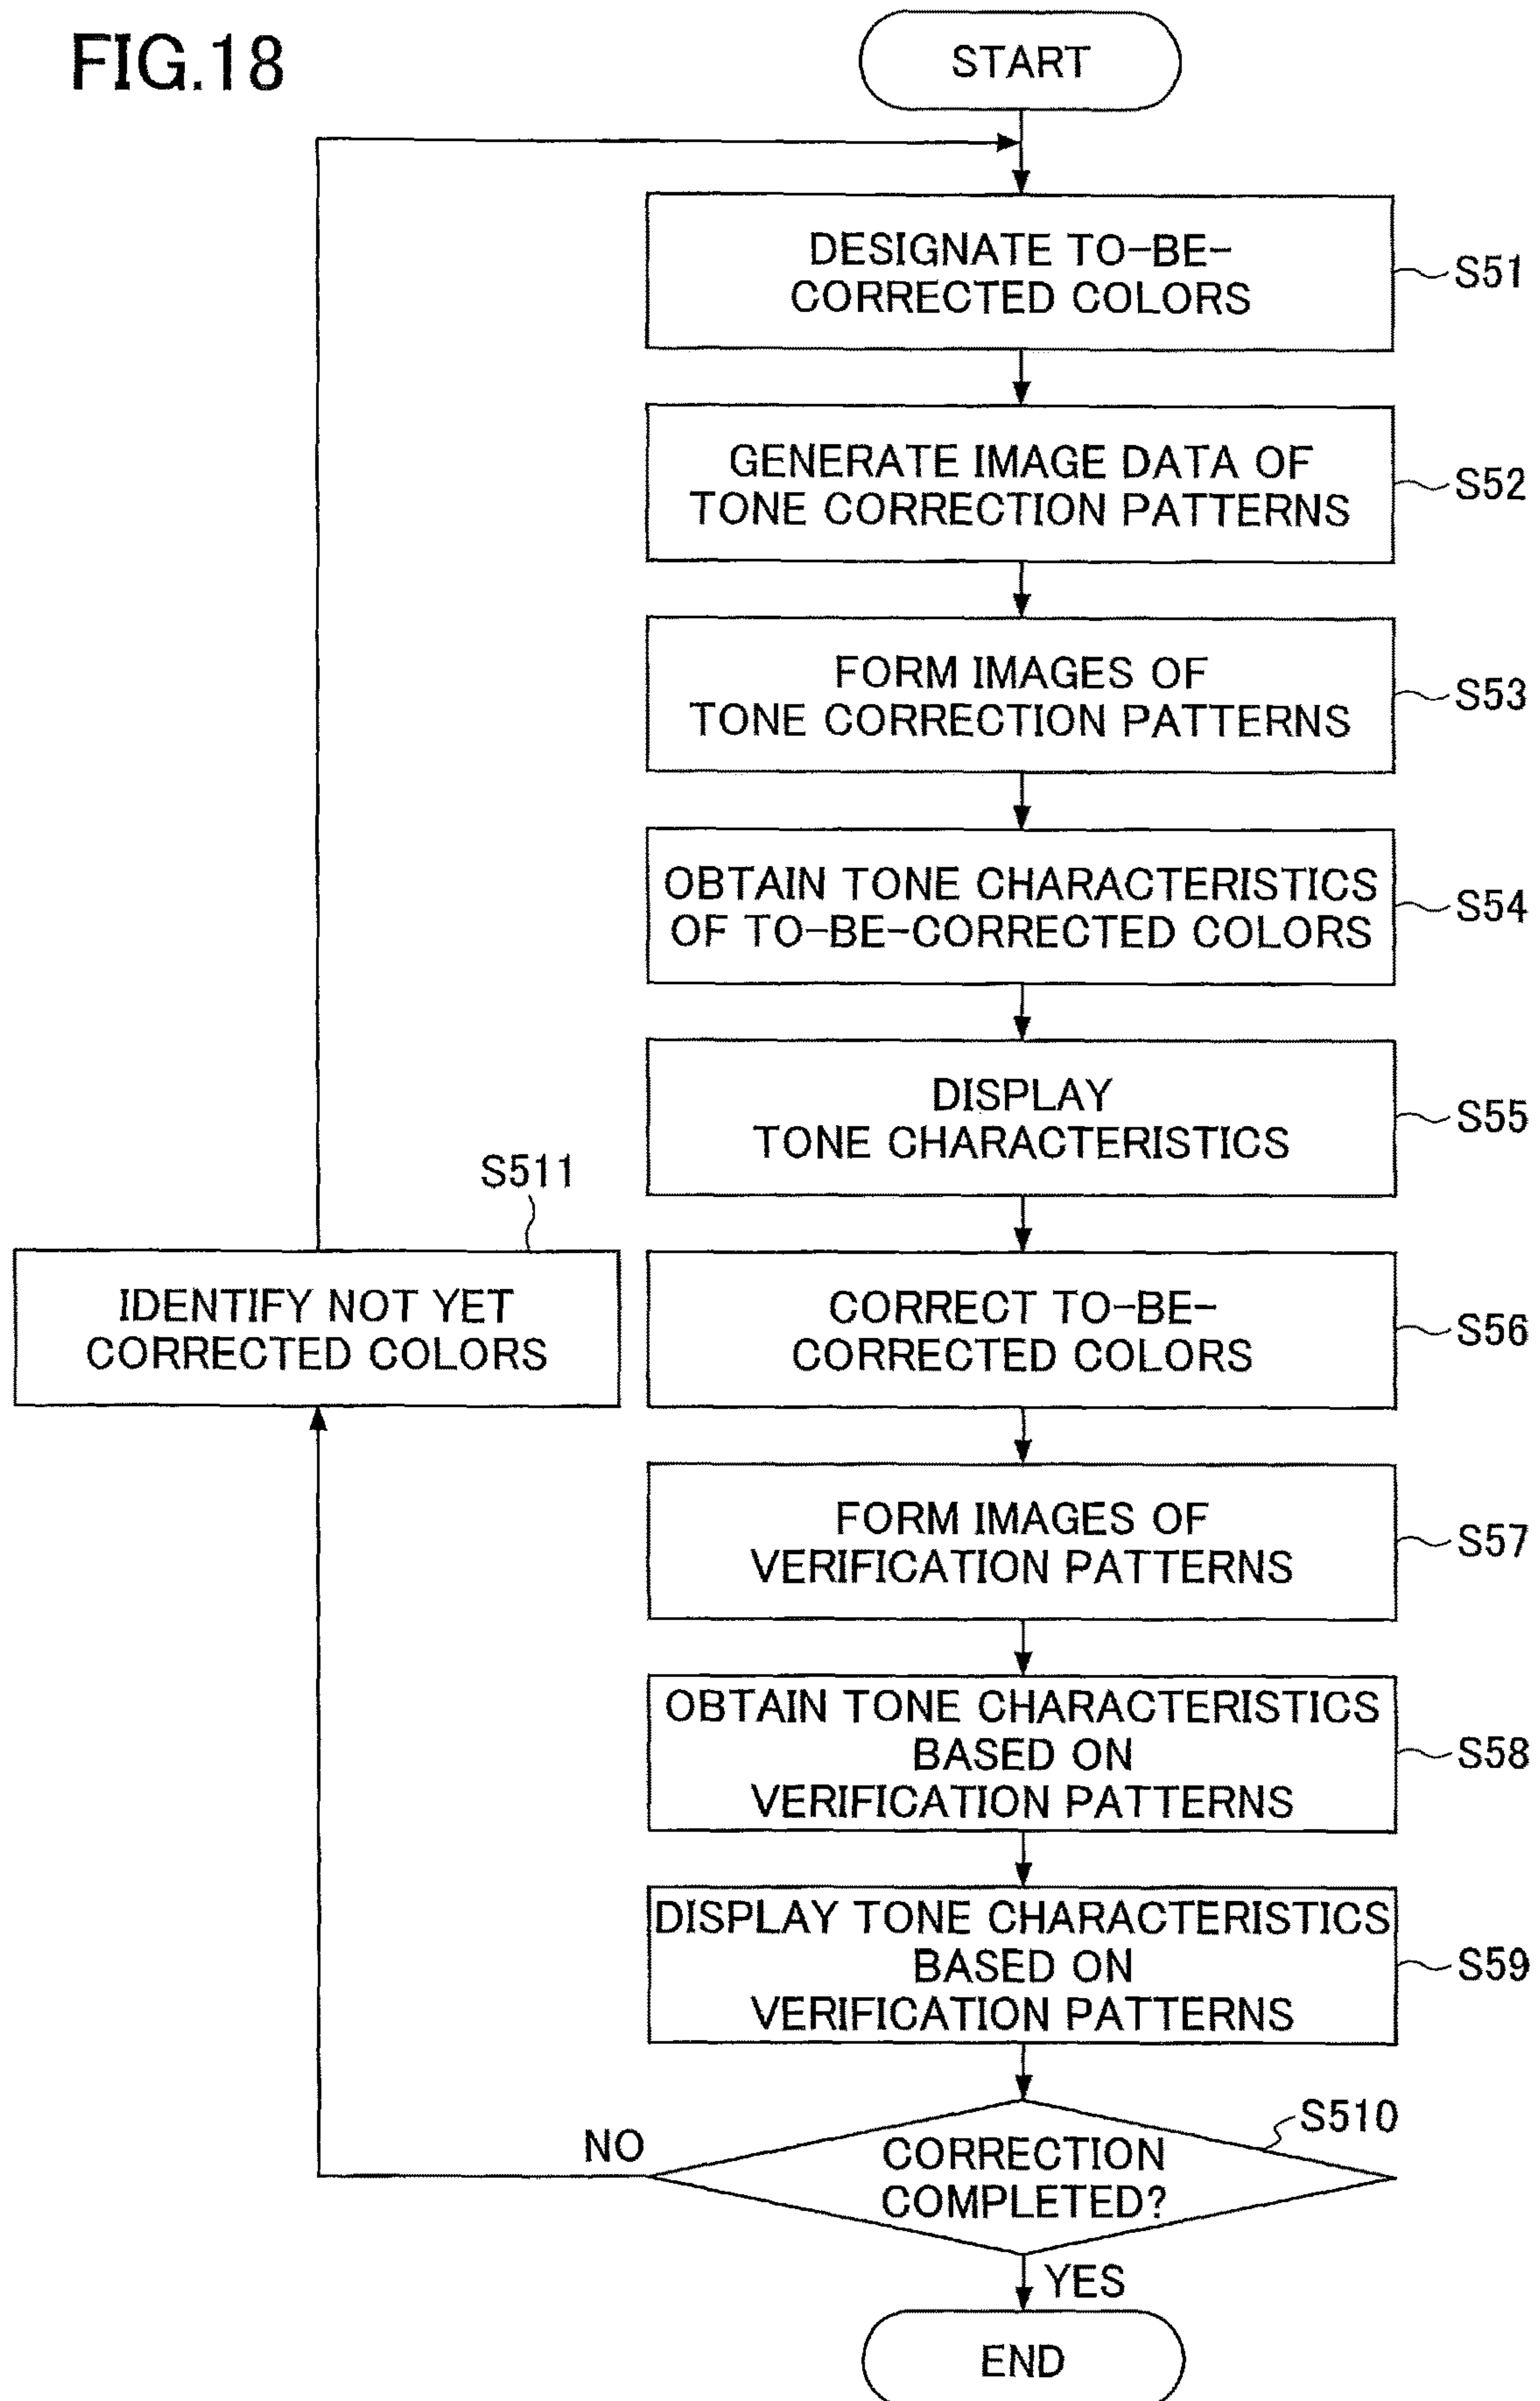 FIG.18
START
DESIGNATE TO-BE-
CORRECTED COLORS
S51
GENERATE IMAGE DATA OF
TONE CORRECTION PATTERNS
S52
FORM IMAGES OF
TONE CORRECTION PATTERNS
S53
OBTAIN TONE CHARACTERISTICS
OF TO-BE-CORRECTED COLORS
S54
DISPLAY
TONE CHARACTERISTICS
S55
S511
IDENTIFY NOT YET
CORRECTED COLORS
CORRECT TO-BE-
CORRECTED COLORS
S56
FORM IMAGES OF
VERIFICATION PATTERNS
S57
OBTAIN TONE CHARACTERISTICS
BASED ON
VERIFICATION PATTERNS
S58
DISPLAY TONE CHARACTERISTICS
BASED ON
VERIFICATION PATTERNS
S59
S510
NO
CORRECTION
COMPLETED?
YES
END